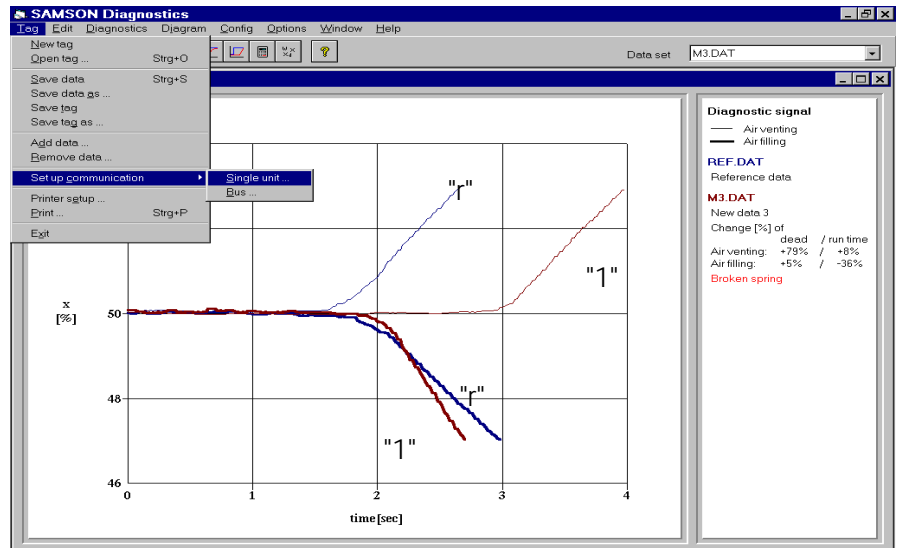 SAMSON Diagnostics
Tag Edit Diagnostics Djagram Config Options Window Help
New tag
Open tag ... Strg+O
Save data Strg+S
Save data as ...
Save tag
Save tag as ...
Add data ...
Remove data ...
Set up communication
Printer setup ...
Print ... Strg+P
Exit
Single unit ...
Bus ...
Data set M3.DAT
Diagnostic signal
Air venting
Air filling
REF.DAT
Reference data
M3.DAT
New data 3
Change [%] of
dead / run time
Air venting: +79% / +8%
Air filling: +5% / -36%
Broken spring
"r"
"1"
x
[%]
50
48
46
"r"
"1"
0 1 2 3 4
time[sec]